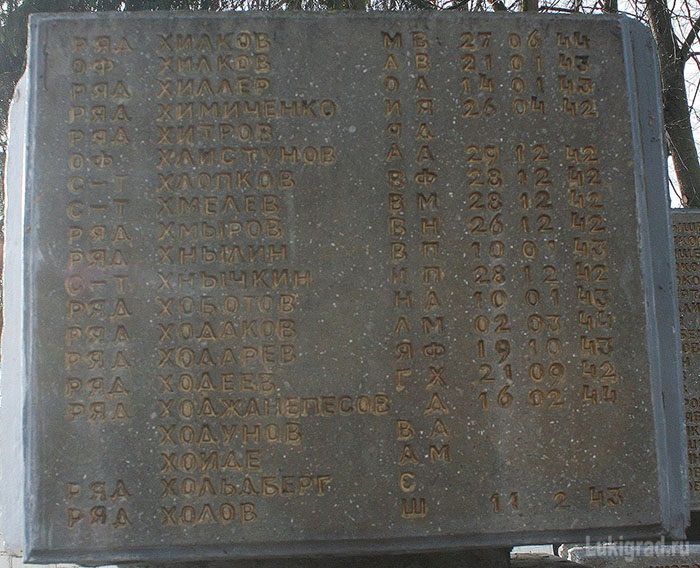 РЯД ХИЛКОВ М В 27 06 44
ОФ ХИЛКОВ А В 21 01 43
РЯД ХИЛЛЕР О А 14 01 43
РЯД ХИМИЧЕНКО И Я 26 04 42
РЯД ХИТРОВ Д
ОФ ХЛИСТУНОВ А А 29 12 42
С-Т ХЛОПКОВ В Ф 28 12 42
С-Т ХМЕЛЕВ В М 28 12 42
РЯД ХМЫРОВ В Н 26 12 42
РЯД ХНЫЛИН В П 10 01 43
С-Т ХНЫЧКИН И П 28 12 42
РЯД ХОБОТОВ Н А 10 01 43
РЯД ХОДАКОВ Л М 02 03 44
РЯД ХОДАРЕВ Я Ф 19 10 43
РЯД ХОДЕЕВ Г Х 21 09 42
РЯД ХОДЖАНЕПЕСОВ Д 16 02 44
ХОДУНОВ В А
ХОЙДЕ А М
РЯД ХОЛЬДБЕРГ С
РЯД ХОЛОВ Ш 11 2 43
Lukigrad.ru